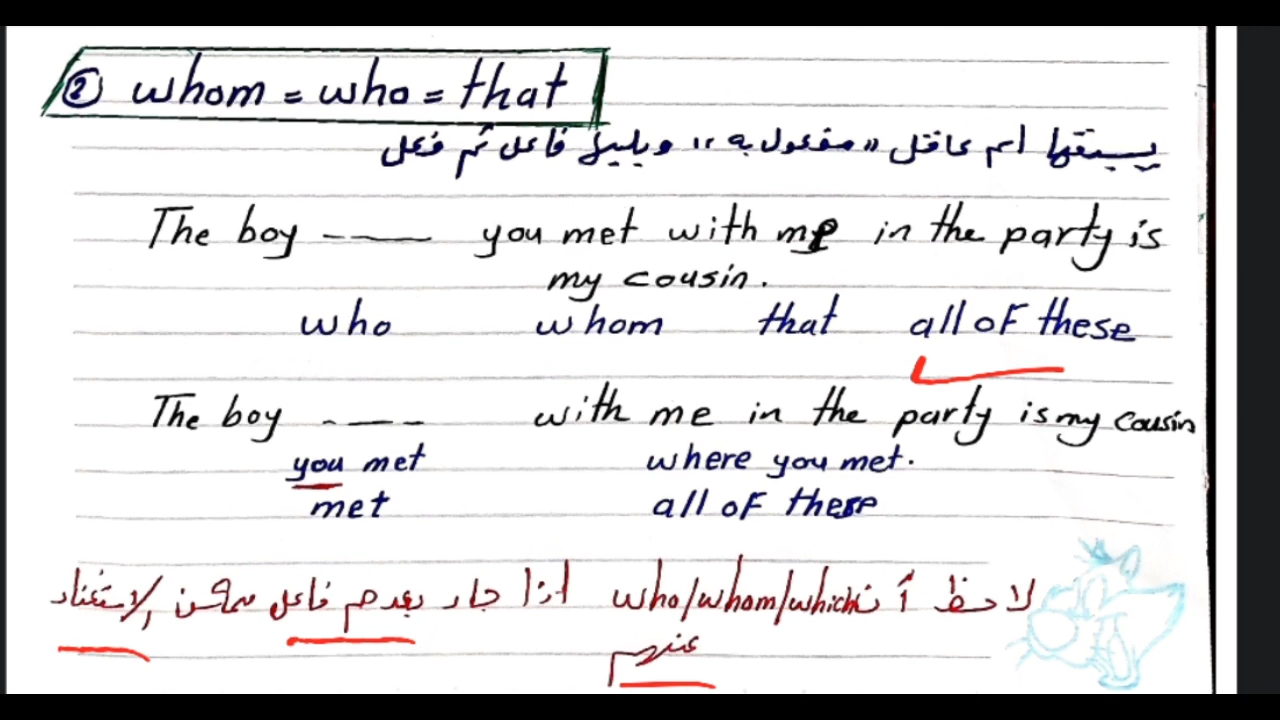 ② whom = who = that
يسبقها اسم عاقل "مفعول به" ويليها فاعل ثم فعل
The boy ------ you met with me in the party is
my cousin.
who whom that all of these
The boy ------ with me in the party is my cousin
you met where you met.
met all of these
لاحظ أن who/whom/which اذا جاء بعدهم فاعل ممكن الاستغناء
عنهم